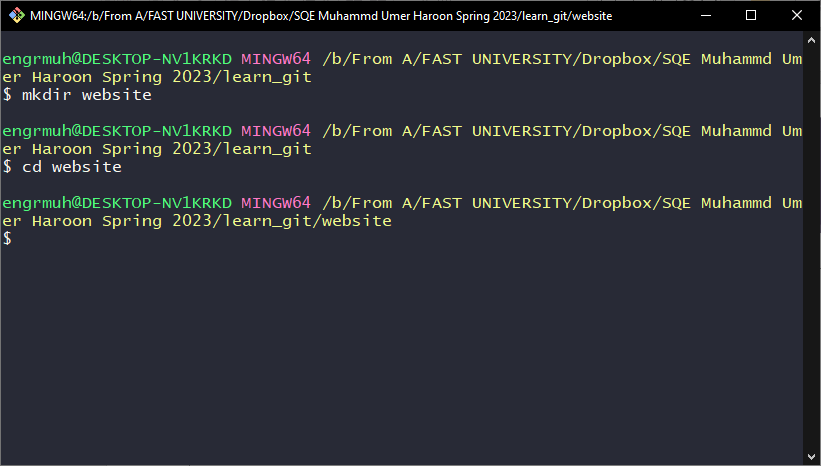 MINGW64:/b/From A/FAST UNIVERSITY/Dropbox/SQE Muhammd Umer Haroon Spring 2023/learn_git/website
engrmuh@DESKTOP-NV1KRKD MINGW64 /b/From A/FAST UNIVERSITY/Dropbox/SQE Muhammd Um
er Haroon Spring 2023/learn_git
$ mkdir website
engrmuh@DESKTOP-NV1KRKD MINGW64 /b/From A/FAST UNIVERSITY/Dropbox/SQE Muhammd Um
er Haroon Spring 2023/learn_git
$ cd website
engrmuh@DESKTOP-NV1KRKD MINGW64 /b/From A/FAST UNIVERSITY/Dropbox/SQE Muhammd Um
er Haroon Spring 2023/learn_git/website
$